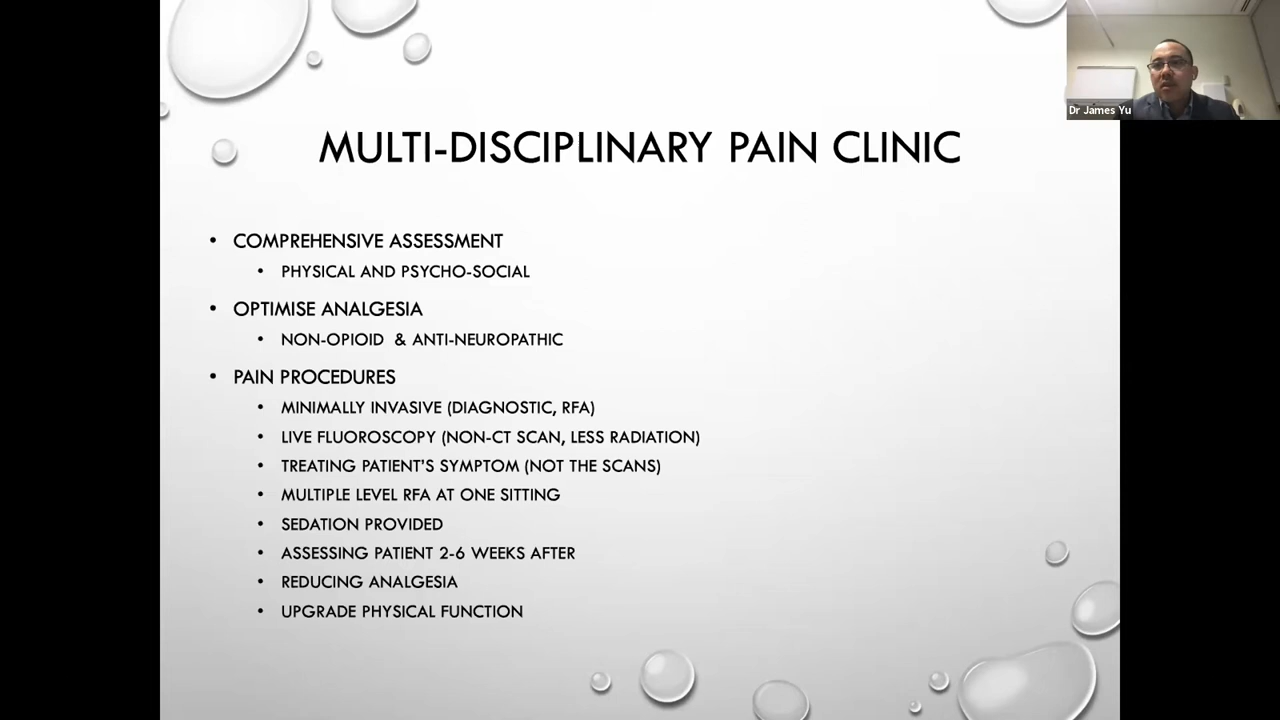 Dr James Yu
MULTI-DISCIPLINARY PAIN CLINIC
• COMPREHENSIVE ASSESSMENT
• PHYSICAL AND PSYCHO-SOCIAL
• OPTIMISE ANALGESIA
• NON-OPIOID & ANTI-NEUROPATHIC
• PAIN PROCEDURES
• MINIMALLY INVASIVE (DIAGNOSTIC, RFA)
• LIVE FLUOROSCOPY (NON-CT SCAN, LESS RADIATION)
• TREATING PATIENT'S SYMPTOM (NOT THE SCANS)
• MULTIPLE LEVEL RFA AT ONE SITTING
• SEDATION PROVIDED
• ASSESSING PATIENT 2-6 WEEKS AFTER
• REDUCING ANALGESIA
• UPGRADE PHYSICAL FUNCTION